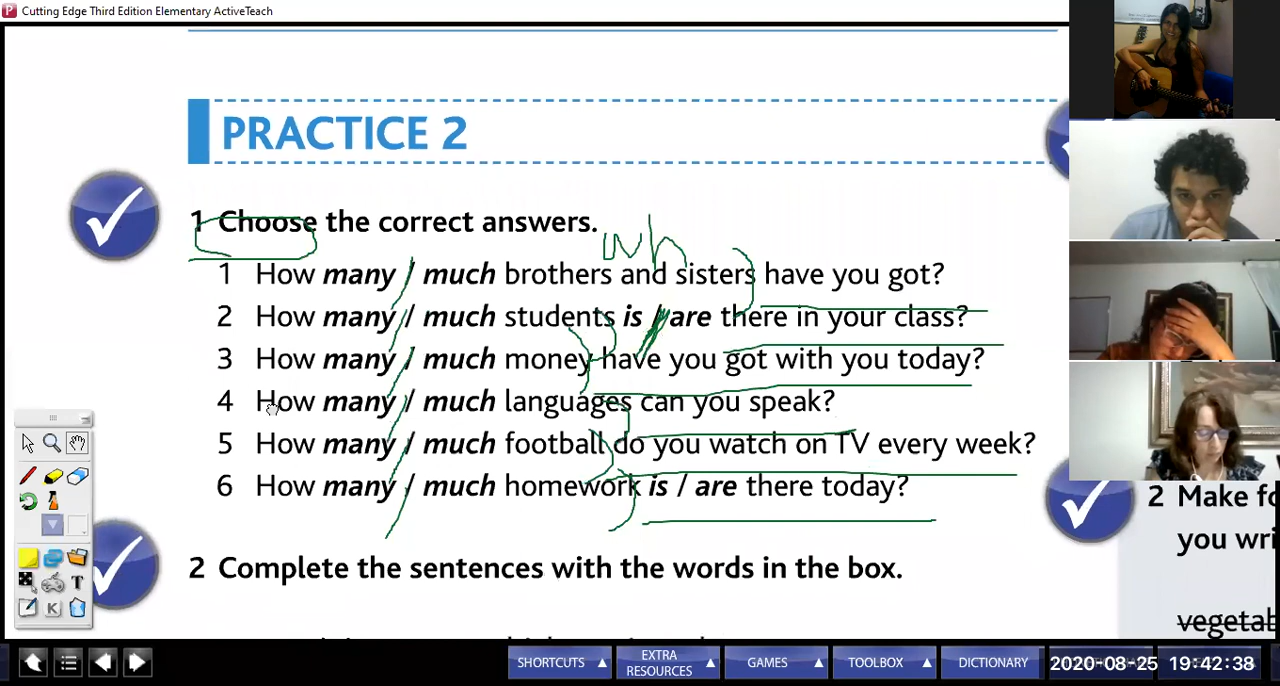 Cutting Edge Third Edition Elementary ActiveTeach
PRACTICE 2
1 Choose the correct answers.
wh
1 How many / much brothers and sisters have you got?
2 How many / much students is / are there in your class?
3 How many / much money have you got with you today?
4 How many / much languages can you speak?
5 How many / much football do you watch on TV every week?
6 How many / much homework is / are there today?
2 Complete the sentences with the words in the box.
2 Make fo
you wri
vegetab
T
K
SHORTCUTS
EXTRA RESOURCES
GAMES
TOOLBOX
DICTIONARY
2020-08-25 19:42:38